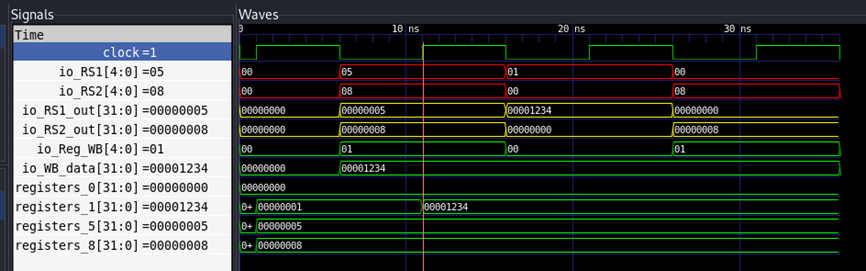 Signals Waves
Time 0 10 ns 20 ns 30 ns
clock=1
io_RS1[4:0] =05 00 05 01 00
io_RS2[4:0] =08 00 08 00 08
io_RS1_out[31:0] =00000005 00000000 00000005 00001234 00000000
io_RS2_out[31:0] =00000008 00000000 00000008 00000000 00000008
io_Reg_WB[4:0] =01 00 01 00 01
io_WB_data[31:0] =00001234 00000000 00001234
registers_0[31:0] =00000000 00000000
registers_1[31:0] =00001234 0+ 00000001 00001234
registers_5[31:0] =00000005 0+ 00000005
registers_8[31:0] =00000008 0+ 00000008